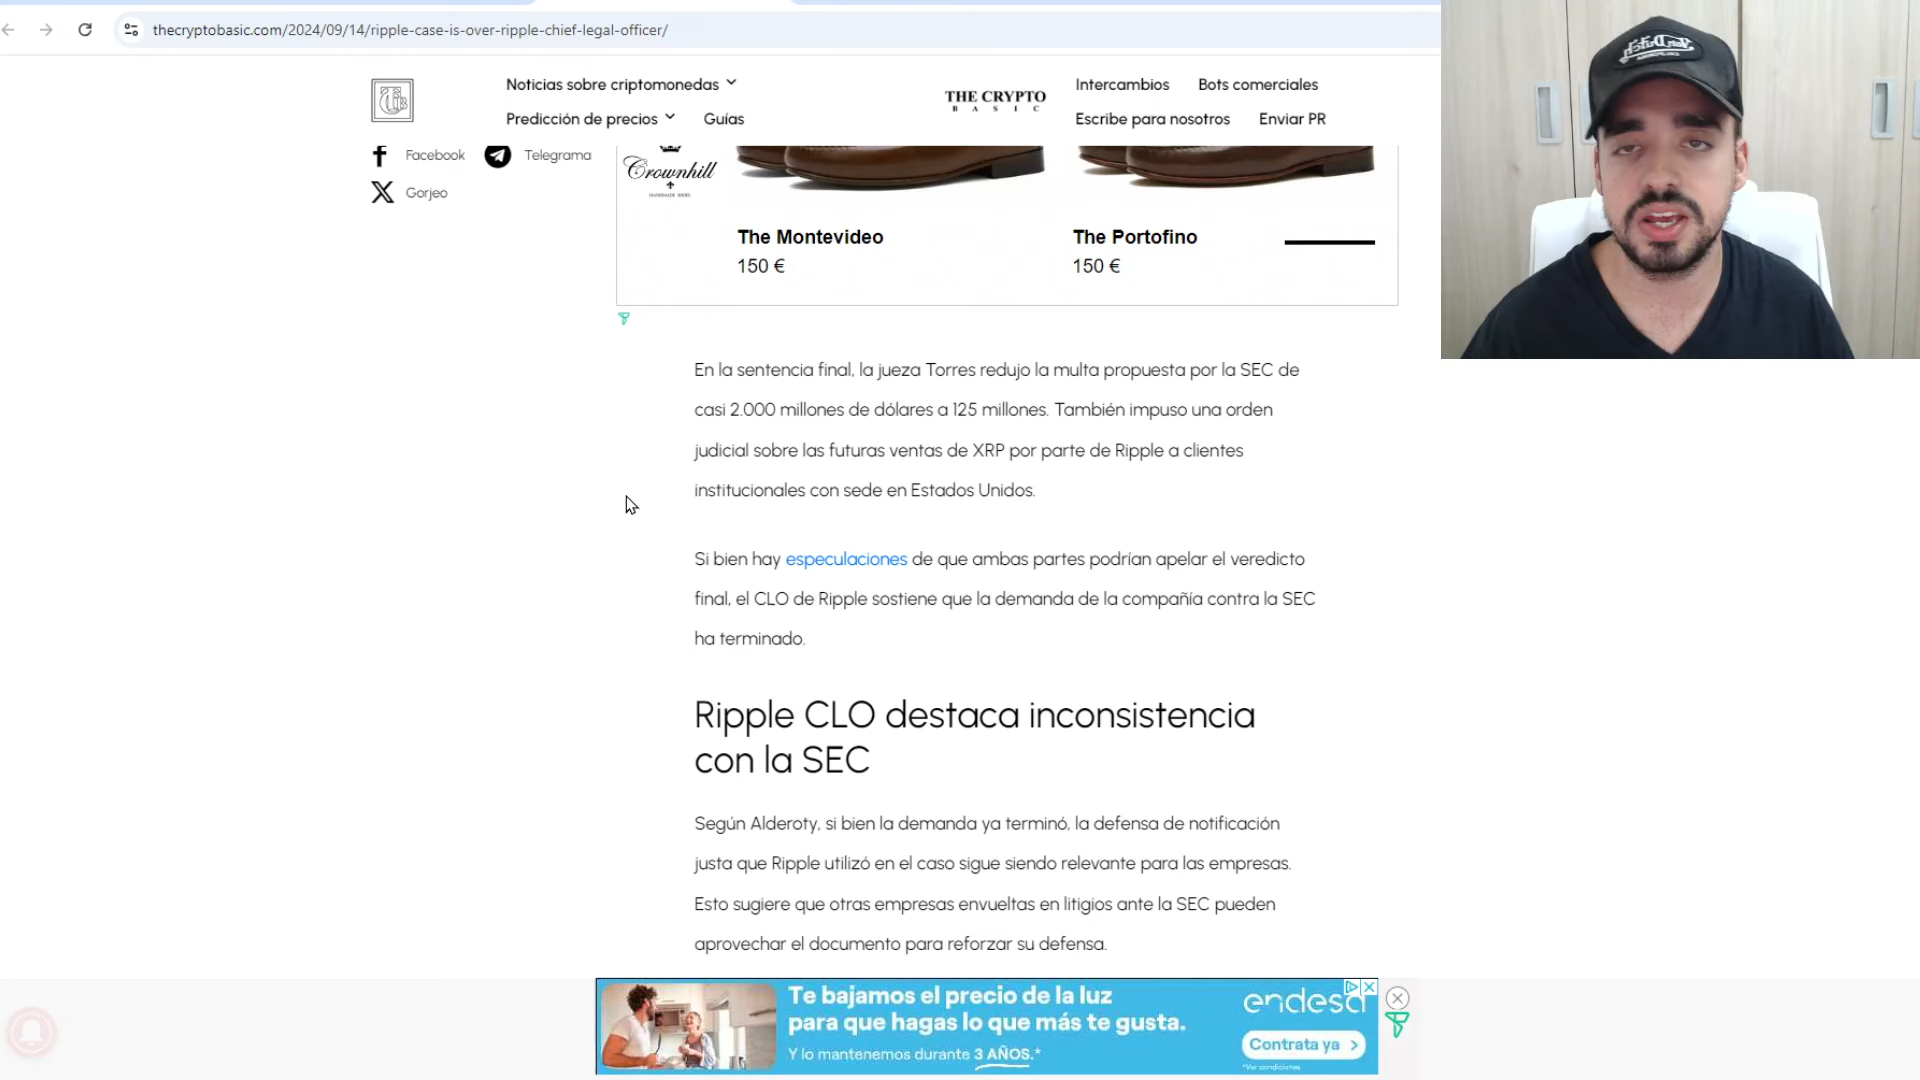 thecryptobasic.com/2024/09/14/ripple-case-is-over-ripple-chief-legal-officer/
Noticias sobre criptomonedas
Predicción de precios
Guías
THE CRYPTO
BASIC
Intercambios
Bots comerciales
Escribe para nosotros
Enviar PR
Facebook
Telegrama
Gorjeo
Crownhill
The Montevideo
150 €
The Portofino
150 €
En la sentencia final, la jueza Torres redujo la multa propuesta por la SEC de
casi 2.000 millones de dólares a 125 millones. También impuso una orden
judicial sobre las futuras ventas de XRP por parte de Ripple a clientes
institucionales con sede en Estados Unidos.
Si bien hay especulaciones de que ambas partes podrían apelar el veredicto
final, el CLO de Ripple sostiene que la demanda de la compañía contra la SEC
ha terminado.
Ripple CLO destaca inconsistencia
con la SEC
Según Alderoty, si bien la demanda ya terminó, la defensa de notificación
justa que Ripple utilizó en el caso sigue siendo relevante para las empresas.
Esto sugiere que otras empresas envueltas en litigios ante la SEC pueden
aprovechar el documento para reforzar su defensa.
Te bajamos el precio de la luz
para que hagas lo que más te gusta.
Y lo mantenemos durante 3 AÑOS.*
endesa
Contrata ya >
*Ver condiciones